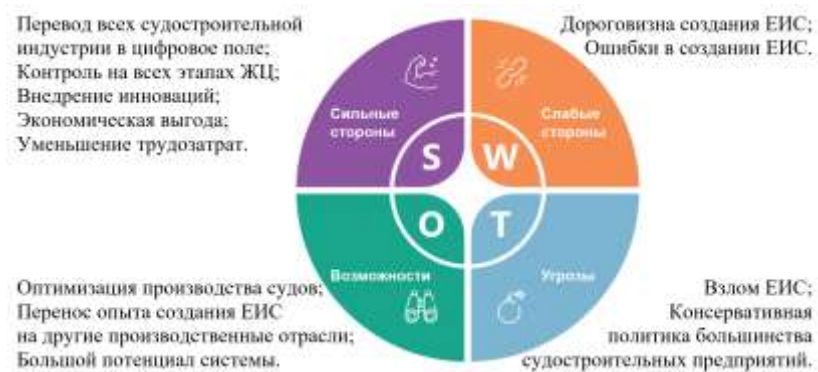 Перевод всех судостроительной
индустрии в цифровое поле;
Контроль на всех этапах ЖЦ;
Внедрение инноваций;
Экономическая выгода;
Уменьшение трудозатрат.
Дороговизна создания ЕИС;
Ошибки в создании ЕИС.
Сильные
стороны
Слабые
стороны
S
W
O
T
Возможности
Угрозы
Оптимизация производства судов;
Перенос опыта создания ЕИС
на другие производственные отрасли;
Большой потенциал системы.
Взлом ЕИС;
Консервативная
политика большинства
судостроительных предприятий.